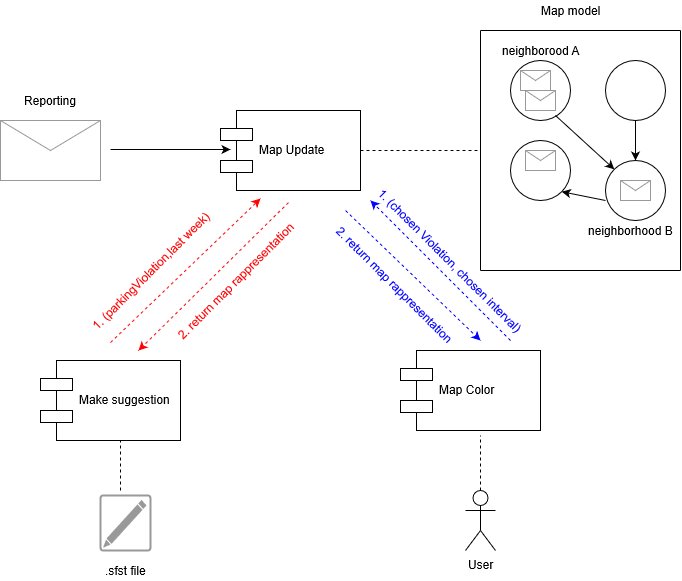 Map model
neighborood A
Reporting
Map Update
neighborhood B
1. (parkingViolation,last week)
2. return map rappresentation
1. (chosen Violation, chosen interval)
2. return map rappresentation
Make suggestion
Map Color
.sfst file
User